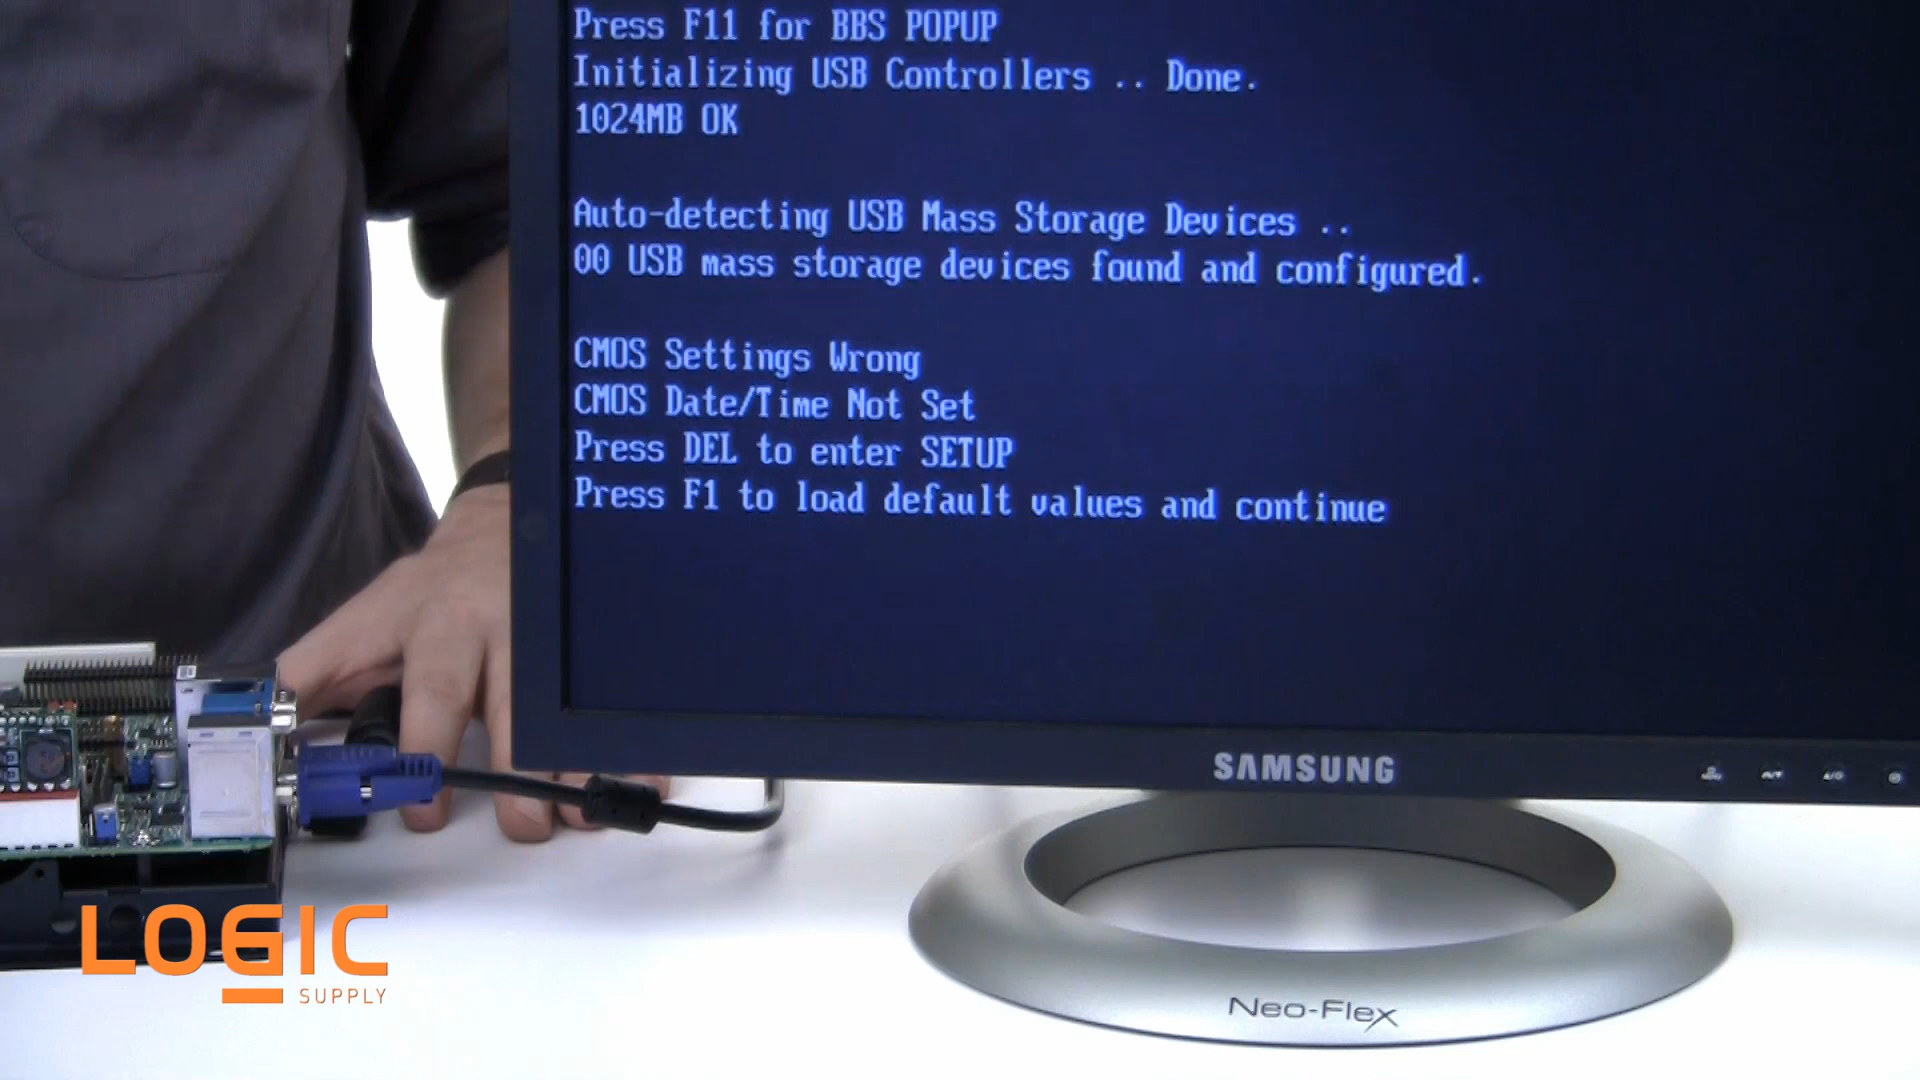 Press F11 for BBS POPUP
Initializing USB Controllers .. Done.
1024MB OK
Auto-detecting USB Mass Storage Devices ..
00 USB mass storage devices found and configured.
CMOS Settings Wrong
CMOS Date/Time Not Set
Press DEL to enter SETUP
Press F1 to load default values and continue
SAMSUNG
Neo-Flex
LOGIC
SUPPLY